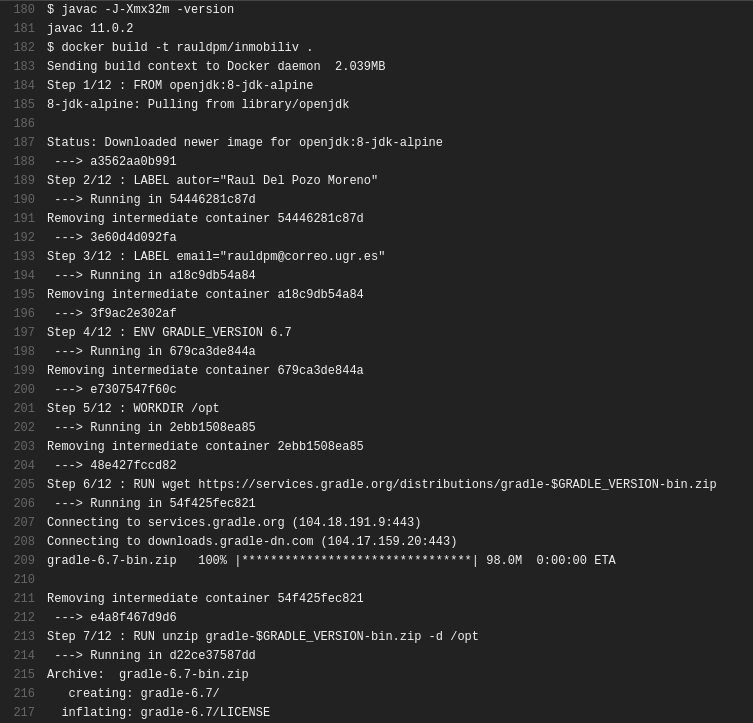 180 $ javac -J-Xmx32m -version
181 javac 11.0.2
182 $ docker build -t rauldpm/inmobiliv .
183 Sending build context to Docker daemon  2.039MB
184 Step 1/12 : FROM openjdk:8-jdk-alpine
185 8-jdk-alpine: Pulling from library/openjdk
186
187 Status: Downloaded newer image for openjdk:8-jdk-alpine
188  ---> a3562aa0b991
189 Step 2/12 : LABEL autor="Raul Del Pozo Moreno"
190  ---> Running in 54446281c87d
191 Removing intermediate container 54446281c87d
192  ---> 3e60d4d092fa
193 Step 3/12 : LABEL email="rauldpm@correo.ugr.es"
194  ---> Running in a18c9db54a84
195 Removing intermediate container a18c9db54a84
196  ---> 3f9ac2e302af
197 Step 4/12 : ENV GRADLE_VERSION 6.7
198  ---> Running in 679ca3de844a
199 Removing intermediate container 679ca3de844a
200  ---> e7307547f60c
201 Step 5/12 : WORKDIR /opt
202  ---> Running in 2ebb1508ea85
203 Removing intermediate container 2ebb1508ea85
204  ---> 48e427fccd82
205 Step 6/12 : RUN wget https://services.gradle.org/distributions/gradle-$GRADLE_VERSION-bin.zip
206  ---> Running in 54f425fec821
207 Connecting to services.gradle.org (104.18.191.9:443)
208 Connecting to downloads.gradle-dn.com (104.17.159.20:443)
209 gradle-6.7-bin.zip   100% |********************************| 98.0M  0:00:00 ETA
210
211 Removing intermediate container 54f425fec821
212  ---> e4a8f467d9d6
213 Step 7/12 : RUN unzip gradle-$GRADLE_VERSION-bin.zip -d /opt
214  ---> Running in d22ce37587dd
215 Archive:  gradle-6.7-bin.zip
216    creating: gradle-6.7/
217   inflating: gradle-6.7/LICENSE